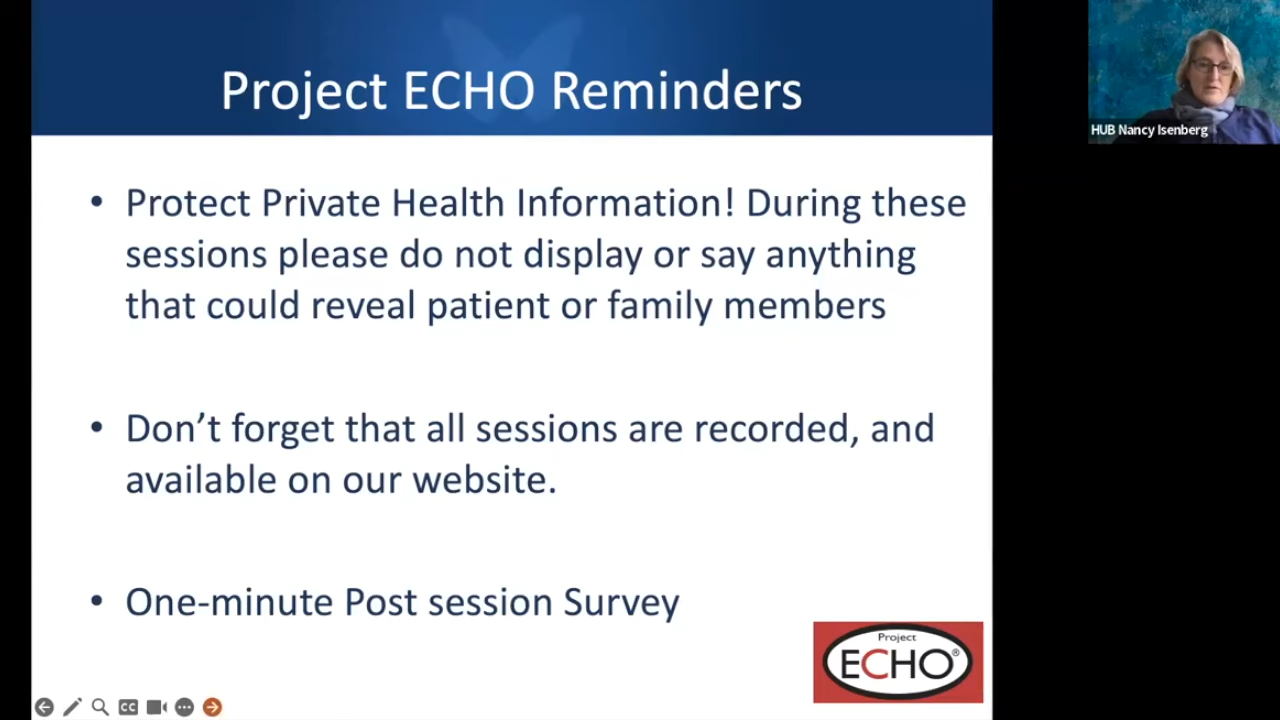 Project ECHO Reminders
HUB Nancy Isenberg
• Protect Private Health Information! During these
sessions please do not display or say anything
that could reveal patient or family members
• Don’t forget that all sessions are recorded, and
available on our website.
• One-minute Post session Survey
Project
ECHO®
CC